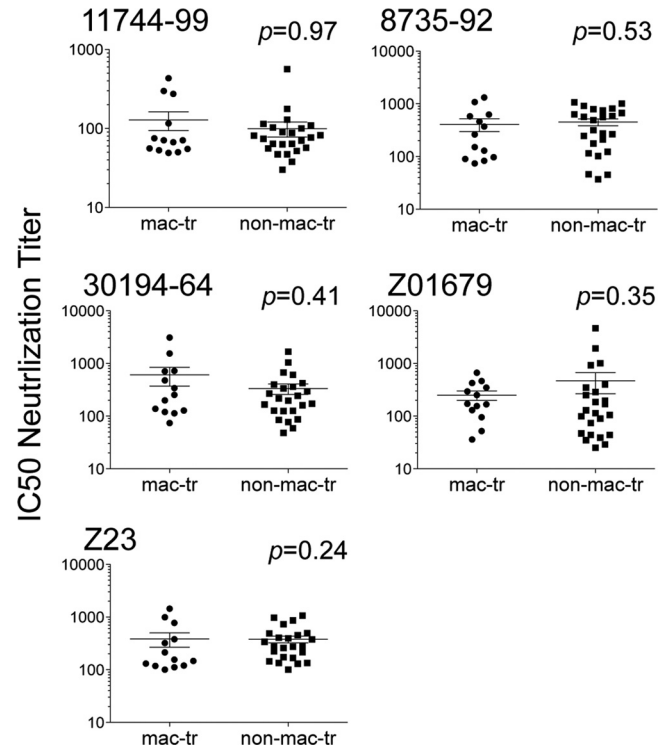 IC50 Neutrlization Titer
11744-99
p=0.97
1000
100
10
mac-tr
non-mac-tr
8735-92
p=0.53
10000
1000
100
10
mac-tr
non-mac-tr
30194-64
p=0.41
10000
1000
100
10
mac-tr
non-mac-tr
Z01679
p=0.35
10000
1000
100
10
mac-tr
non-mac-tr
Z23
p=0.24
10000
1000
100
10
mac-tr
non-mac-tr